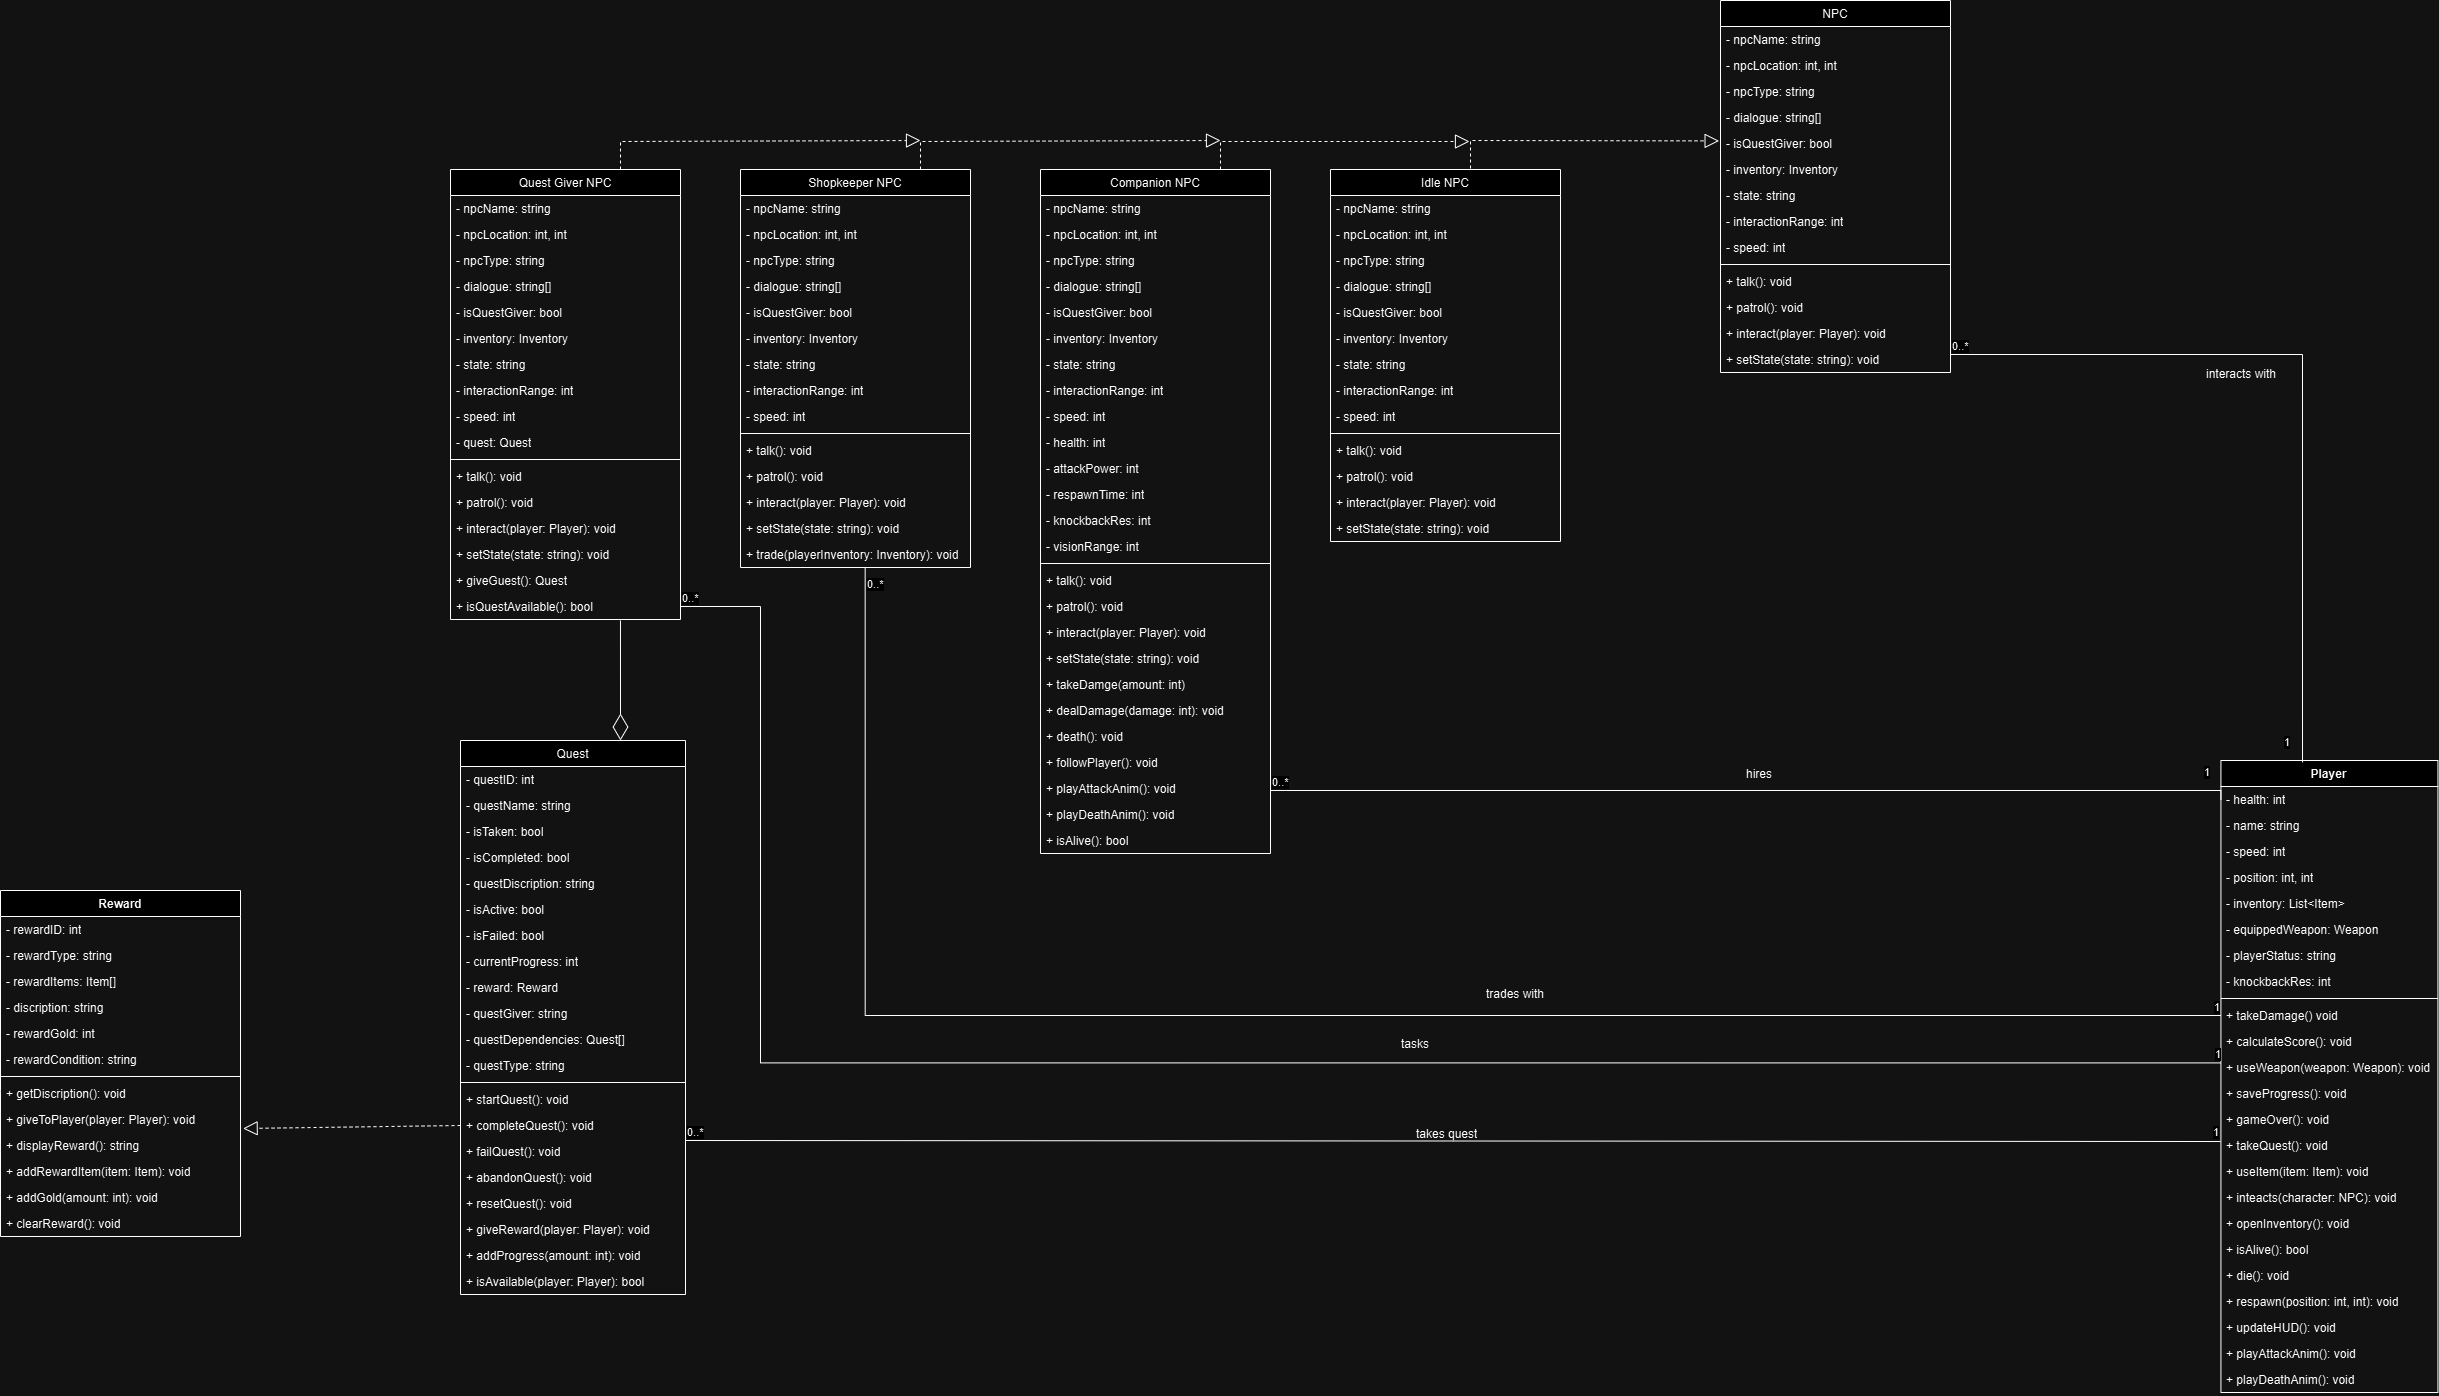 NPC
- npcName: string
- npcLocation: int, int
- npcType: string
- dialogue: string[]
- isQuestGiver: bool
- inventory: Inventory
- state: string
- interactionRange: int
- speed: int
+ talk(): void
+ patrol(): void
+ interact(player: Player): void
+ setState(state: string): void
0..*
interacts with
1
Quest Giver NPC
- npcName: string
- npcLocation: int, int
- npcType: string
- dialogue: string[]
- isQuestGiver: bool
- inventory: Inventory
- state: string
- interactionRange: int
- speed: int
- quest: Quest
+ talk(): void
+ patrol(): void
+ interact(player: Player): void
+ setState(state: string): void
+ giveGuest(): Quest
+ isQuestAvailable(): bool
0..*
Shopkeeper NPC
- npcName: string
- npcLocation: int, int
- npcType: string
- dialogue: string[]
- isQuestGiver: bool
- inventory: Inventory
- state: string
- interactionRange: int
- speed: int
+ talk(): void
+ patrol(): void
+ interact(player: Player): void
+ setState(state: string): void
+ trade(playerInventory: Inventory): void
0..*
Companion NPC
- npcName: string
- npcLocation: int, int
- npcType: string
- dialogue: string[]
- isQuestGiver: bool
- inventory: Inventory
- state: string
- interactionRange: int
- speed: int
- health: int
- attackPower: int
- respawnTime: int
- knockbackRes: int
- visionRange: int
+ talk(): void
+ patrol(): void
+ interact(player: Player): void
+ setState(state: string): void
+ takeDamge(amount: int)
+ dealDamage(damage: int): void
+ death(): void
+ followPlayer(): void
+ playAttackAnim(): void
+ playDeathAnim(): void
+ isAlive(): bool
0..*
hires
1
Idle NPC
- npcName: string
- npcLocation: int, int
- npcType: string
- dialogue: string[]
- isQuestGiver: bool
- inventory: Inventory
- state: string
- interactionRange: int
- speed: int
+ talk(): void
+ patrol(): void
+ interact(player: Player): void
+ setState(state: string): void
Quest
- questID: int
- questName: string
- isTaken: bool
- isCompleted: bool
- questDiscription: string
- isActive: bool
- isFailed: bool
- currentProgress: int
- reward: Reward
- questGiver: string
- questDependencies: Quest[]
- questType: string
+ startQuest(): void
+ completeQuest(): void
+ failQuest(): void
+ abandonQuest(): void
+ resetQuest(): void
+ giveReward(player: Player): void
+ addProgress(amount: int): void
+ isAvailable(player: Player): bool
Reward
- rewardID: int
- rewardType: string
- rewardItems: Item[]
- discription: string
- rewardGold: int
- rewardCondition: string
+ getDiscription(): void
+ giveToPlayer(player: Player): void
+ displayReward(): string
+ addRewardItem(item: Item): void
+ addGold(amount: int): void
+ clearReward(): void
trades with
1
tasks
1
0..*
takes quest
1
Player
- health: int
- name: string
- speed: int
- position: int, int
- inventory: List<Item>
- equippedWeapon: Weapon
- playerStatus: string
- knockbackRes: int
+ takeDamage() void
+ calculateScore(): void
+ useWeapon(weapon: Weapon): void
+ saveProgress(): void
+ gameOver(): void
+ takeQuest(): void
+ useItem(item: Item): void
+ inteacts(character: NPC): void
+ openInventory(): void
+ isAlive(): bool
+ die(): void
+ respawn(position: int, int): void
+ updateHUD(): void
+ playAttackAnim(): void
+ playDeathAnim(): void